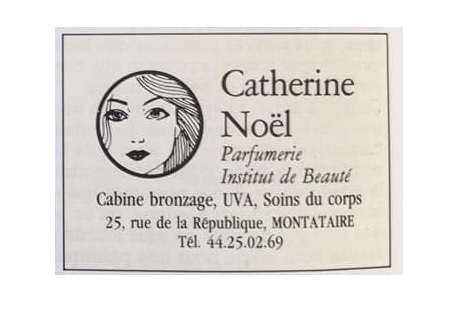 Catherine
Noël
Parfumerie
Institut de Beauté
Cabine bronzage, UVA, Soins du corps
25, rue de la République, MONTATAIRE
Tél. 44.25.02.69